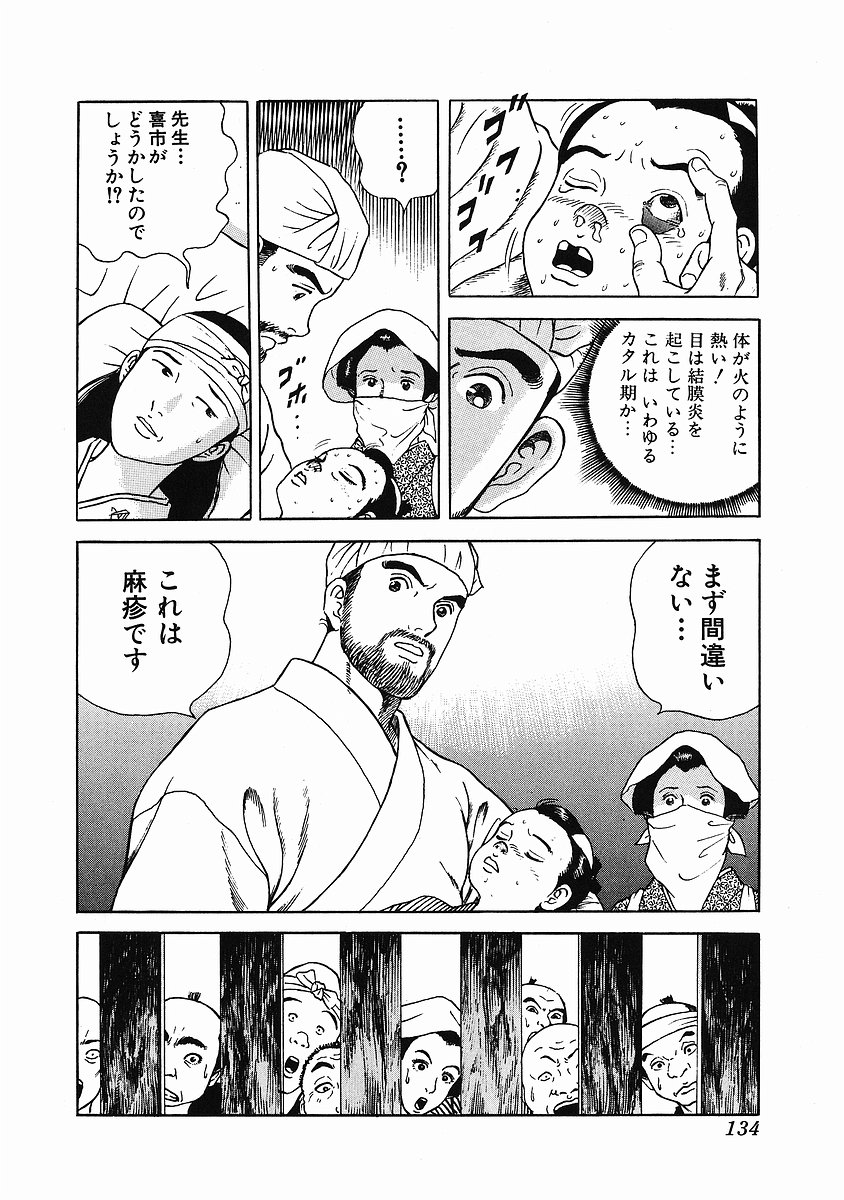 ゴフ
ゴフ
体が火のように
熱い！
目は結膜炎を
起こしている…
これは いわゆる
カタル期か…
……？
ゴホ…
先生…
喜市が
どうかしたので
しょうか!?
まず間違い
ない…
これは
麻疹です
134